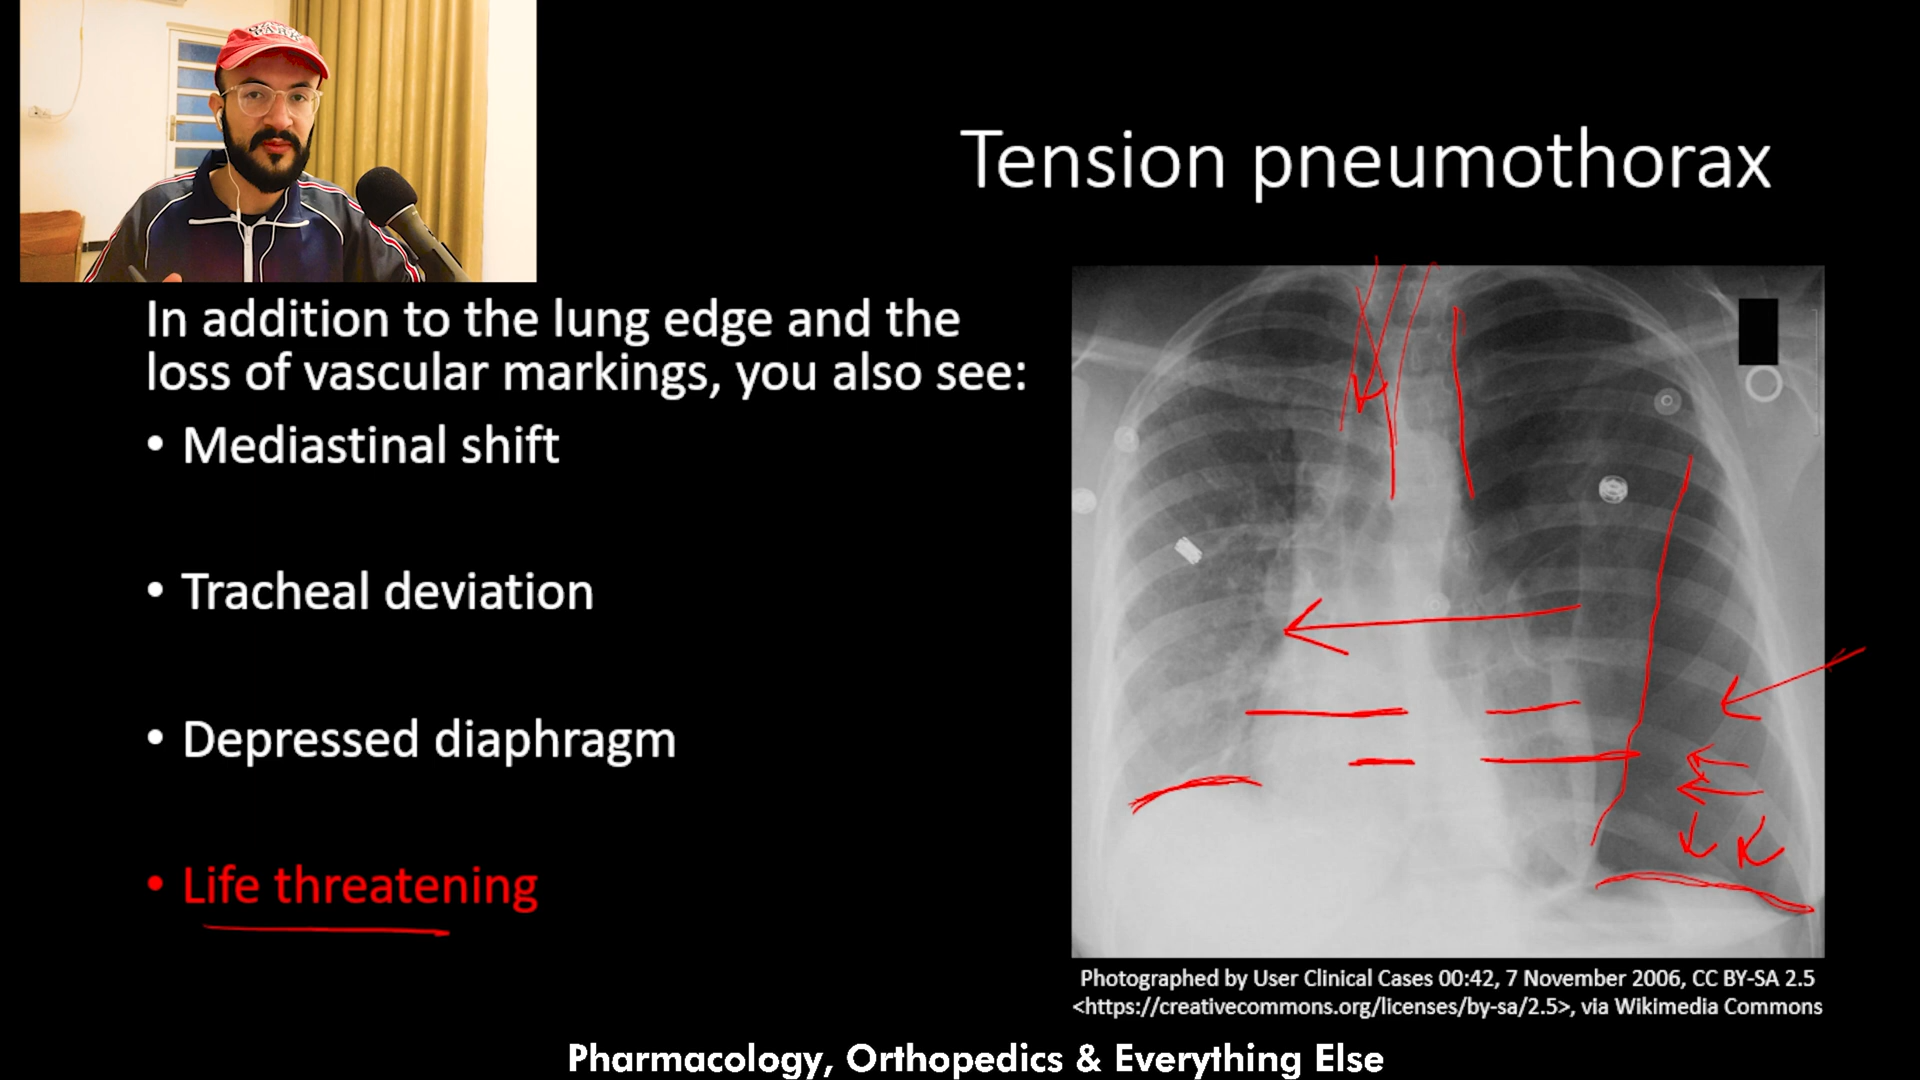 Tension pneumothorax
In addition to the lung edge and the
loss of vascular markings, you also see:
• Mediastinal shift
• Tracheal deviation
• Depressed diaphragm
• Life threatening
Photographed by User Clinical Cases 00:42, 7 November 2006, CC BY-SA 2.5
<https://creativecommons.org/licenses/by-sa/2.5>, via Wikimedia Commons
Pharmacology, Orthopedics & Everything Else